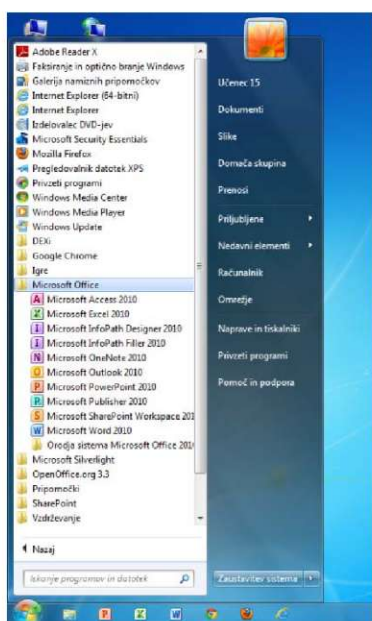 Adobe Reader X
Faksiranje in optično branje Windows
Galerija namiznih pripomočkov
Internet Explorer (64-bitni)
Internet Explorer
Izdelovalec DVD-jev
Microsoft Security Essentials
Mozilla Firefox
Pregledovalnik datotek XPS
Privzeti programi
Windows Media Center
Windows Media Player
Windows Update
DEXi
Google Chrome
Igre
Microsoft Office
Microsoft Access 2010
Microsoft Excel 2010
Microsoft InfoPath Designer 2010
Microsoft InfoPath Filler 2010
Microsoft OneNote 2010
Microsoft Outlook 2010
Microsoft PowerPoint 2010
Microsoft Publisher 2010
Microsoft SharePoint Workspace 201
Microsoft Word 2010
Orodja sistema Microsoft Office 201
Microsoft Silverlight
OpenOffice.org 3.3
Pripomočki
SharePoint
Vzdrževanje
Nazaj
Iskanje programov in datotek
Učenec 15
Dokumenti
Slike
Domača skupina
Prenosi
Priljubljene
Nedavni elementi
Računalnik
Omrežje
Naprave in tiskalniki
Privzeti programi
Pomoč in podpora
Zaustavitev sistema